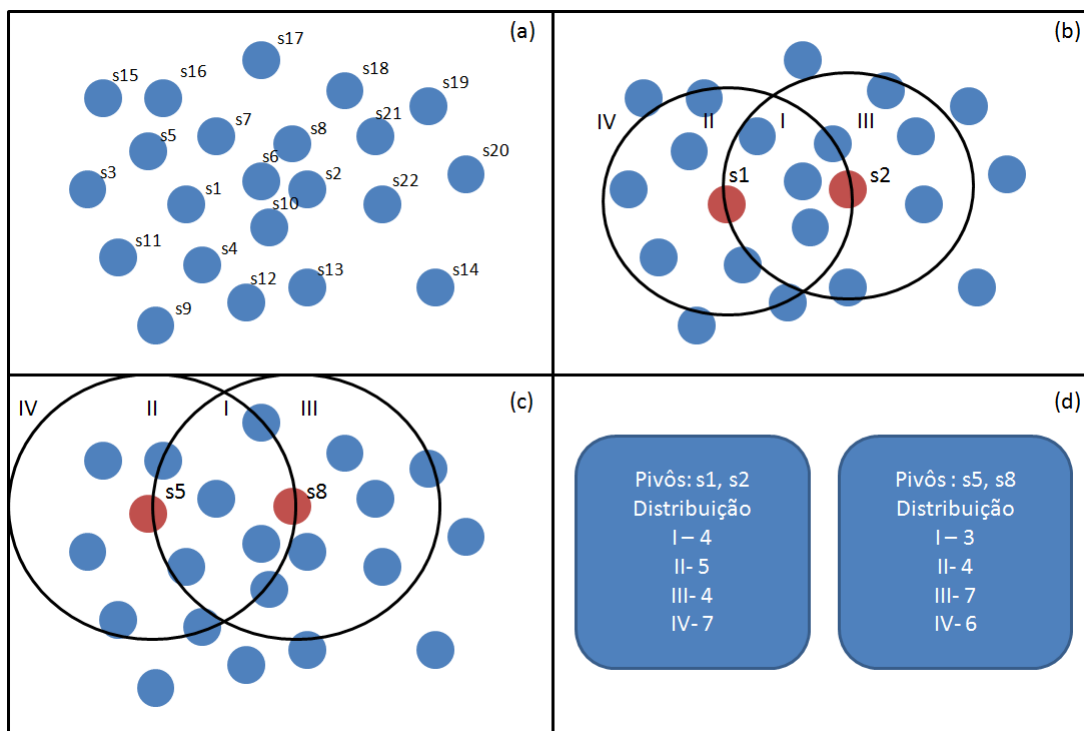 (a)
s17
s15
s16
s18
s19
s7
s21
s5
s8
s6
s20
s3
s1
s2
s22
s10
s11
s4
s12
s13
s14
s9
(b)
IV
II
I
III
s1
s2
(c)
IV
II
I
III
s5
s8
(d)
Pivôs: s1, s2
Distribuição
I – 4
II- 5
III- 4
IV- 7
Pivôs : s5, s8
Distribuição
I – 3
II- 4
III- 7
IV- 6